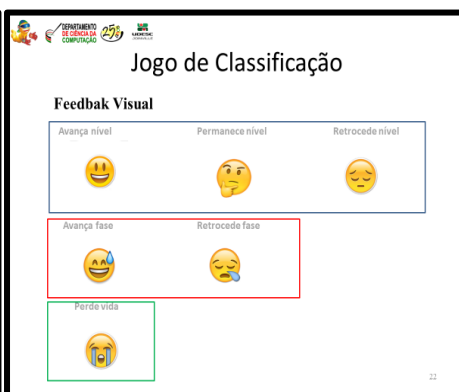 DEPARTAMENTO
DE CIÊNCIA DA
COMPUTAÇÃO
25
UDESC
Jogo de Classificação
Feedbak Visual
Avança nível Permanece nível Retrocede nível
Avança fase Retrocede fase
Perde vida
22